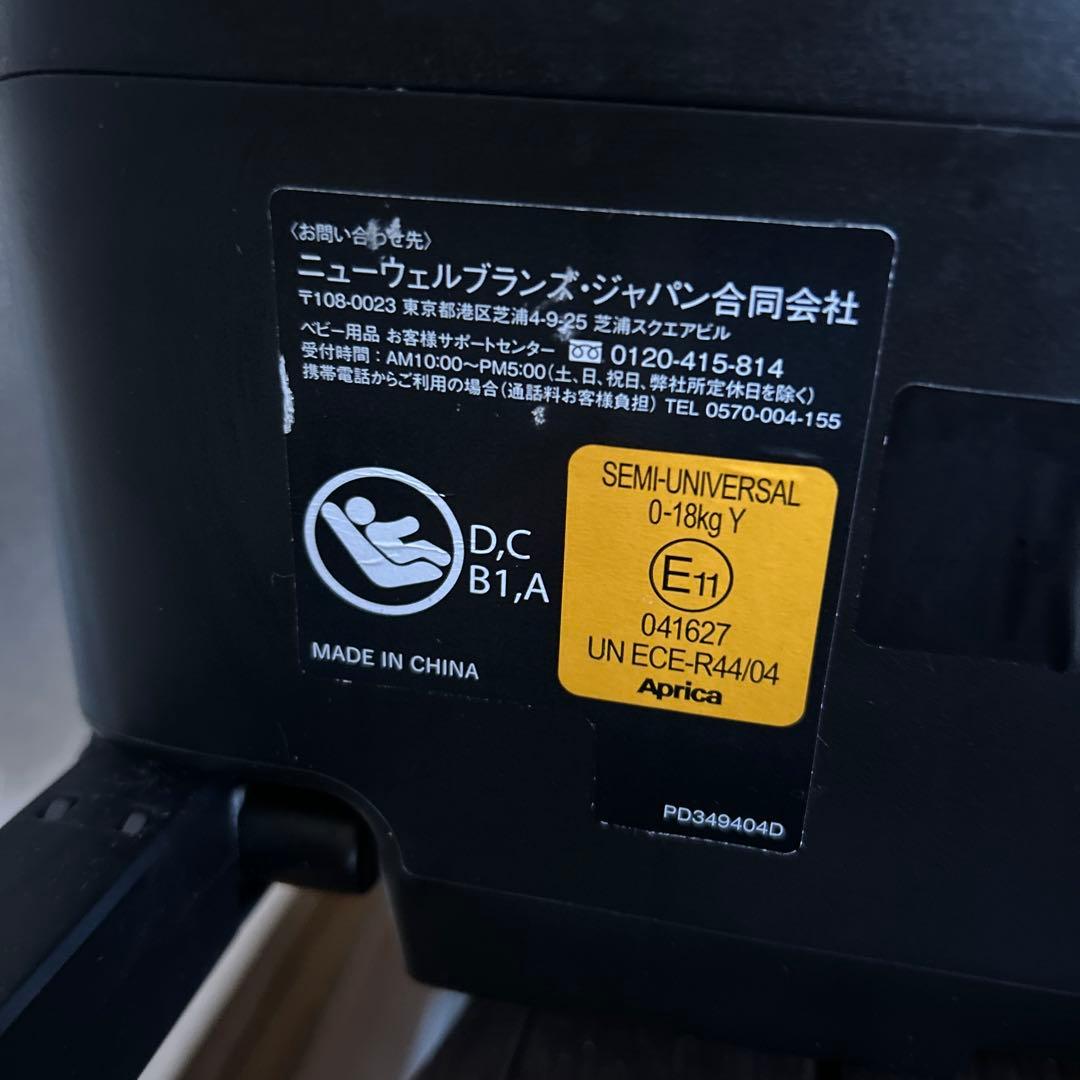 〈お問い合わせ先〉
ニューウェルブランズ・ジャパン合同会社
〒108-0023 東京都港区芝浦4-9-25 芝浦スクエアビル
ベビー用品 お客様サポートセンター 0120-415-814
受付時間：AM10:00〜PM5:00（土、日、祝日、弊社所定休日を除く）
携帯電話からご利用の場合（通話料お客様負担） TEL 0570-004-155
D,C
B1,A
MADE IN CHINA
SEMI-UNIVERSAL
0-18kg Y
E11
041627
UN ECE-R44/04
Aprica
PD349404D